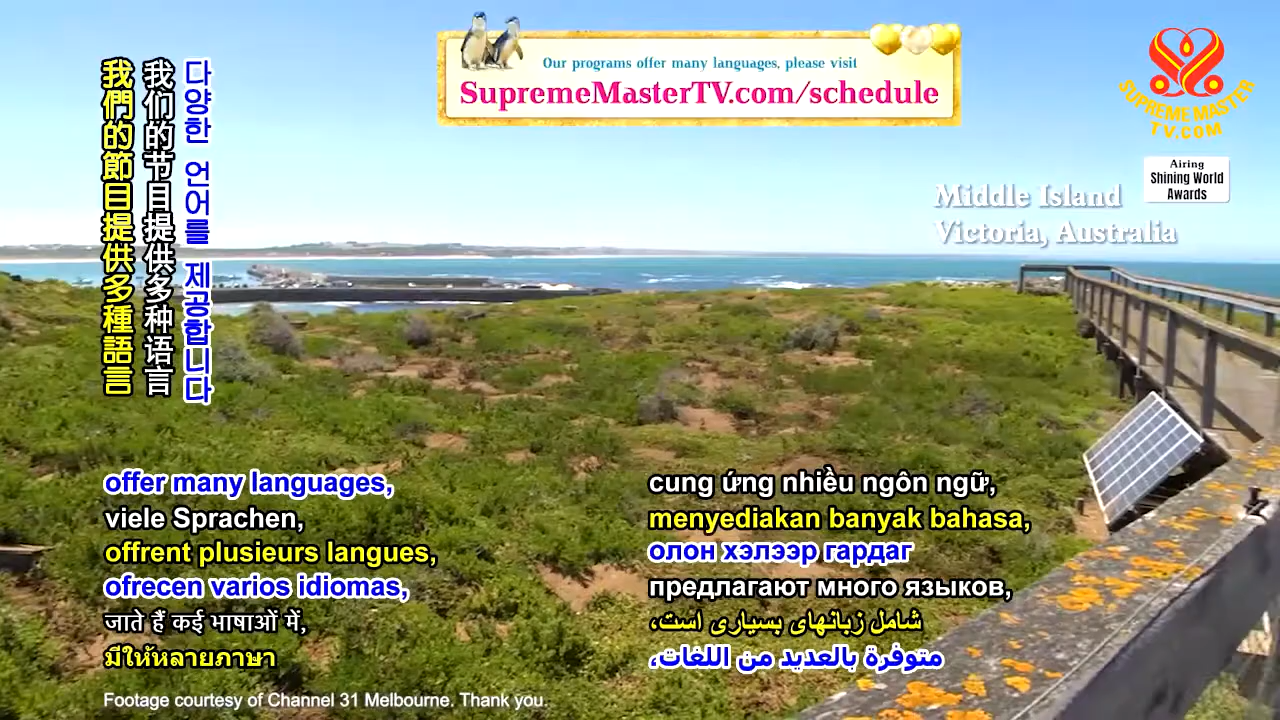 Our programs offer many languages, please visit
SupremeMasterTV.com/schedule
SUPREME MASTER
TV.COM
Airing
Shining World
Awards
Middle Island
Victoria, Australia
다양한 언어를 제공합니다
我们的节目提供多种语言
我們的節目提供多種語言
offer many languages,
viele Sprachen,
offrent plusieurs langues,
ofrecen varios idiomas,
जाते हैं कई भाषाओं में,
มีให้หลายภาษา
cung ứng nhiều ngôn ngữ,
menyediakan banyak bahasa,
олон хэлээр гардаг
предлагают много языков,
شامل زبانهای بسیاری است،
متوفرة بالعديد من اللغات،
Footage courtesy of Channel 31 Melbourne. Thank you.